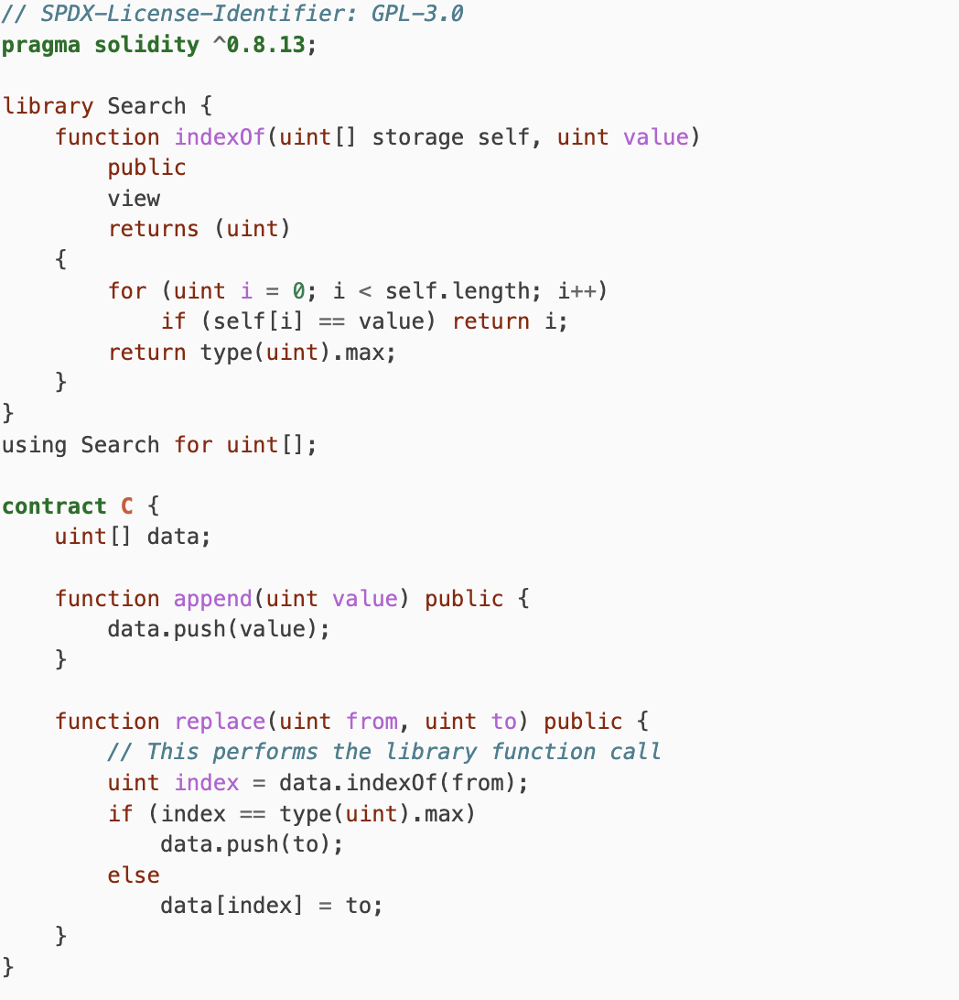 // SPDX-License-Identifier: GPL-3.0
pragma solidity ^0.8.13;

library Search {
    function indexOf(uint[] storage self, uint value)
        public
        view
        returns (uint)
    {
        for (uint i = 0; i < self.length; i++)
            if (self[i] == value) return i;
        return type(uint).max;
    }
}
using Search for uint[];

contract C {
    uint[] data;

    function append(uint value) public {
        data.push(value);
    }

    function replace(uint from, uint to) public {
        // This performs the library function call
        uint index = data.indexOf(from);
        if (index == type(uint).max)
            data.push(to);
        else
            data[index] = to;
    }
}